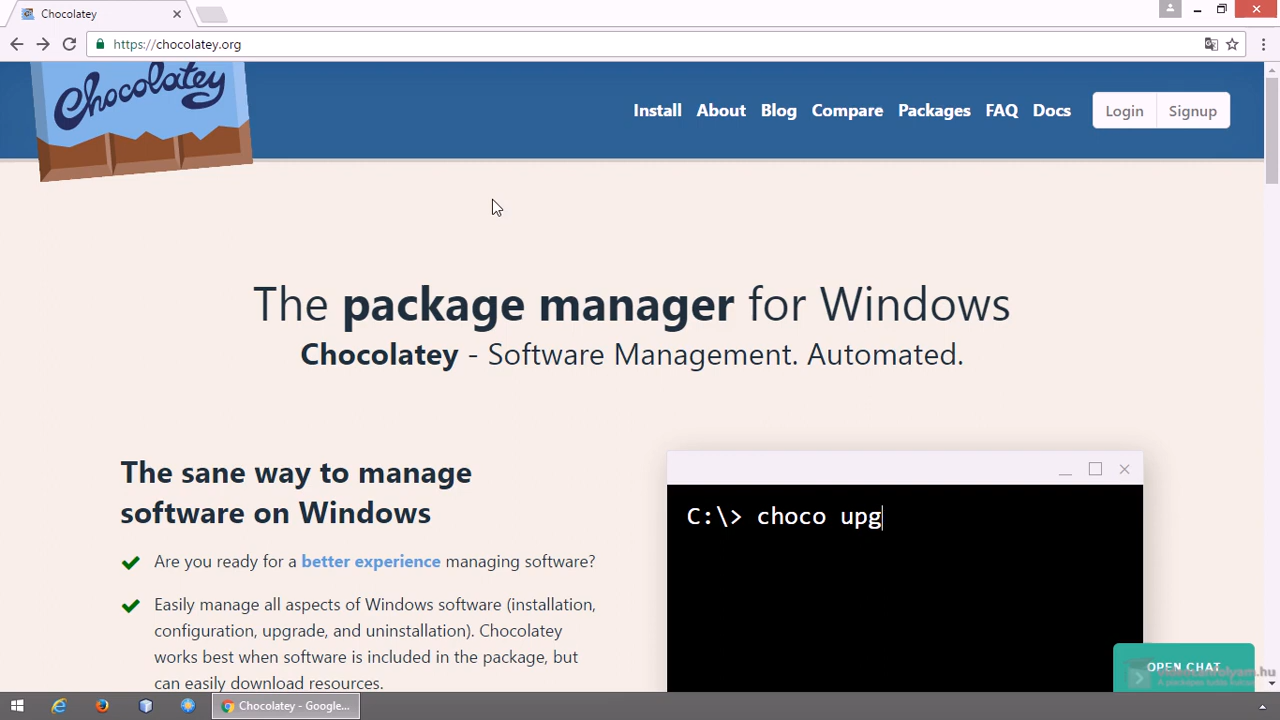 Chocolatey
https://chocolatey.org
Chocolatey
Install About Blog Compare Packages FAQ Docs Login Signup
The package manager for Windows
Chocolatey - Software Management. Automated.
The sane way to manage
software on Windows
Are you ready for a better experience managing software?
Easily manage all aspects of Windows software (installation,
configuration, upgrade, and uninstallation). Chocolatey
works best when software is included in the package, but
can easily download resources.
C:\> choco upg
OPEN CHAT
Chocolatey - Google...